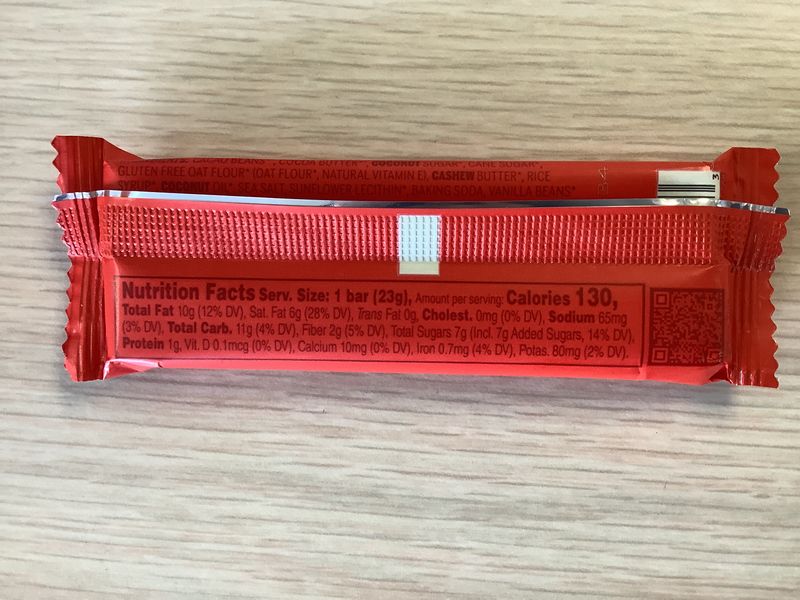 CACAO BEANS*, COCOA BUTTER*, COCONUT SUGAR*, CANE SUGAR*,
GLUTEN FREE OAT FLOUR* (OAT FLOUR*, NATURAL VITAMIN E), CASHEW BUTTER*, RICE
COCONUT OIL*, SEA SALT, SUNFLOWER LECITHIN*, BAKING SODA, VANILLA BEANS*
34
3
Nutrition Facts Serv. Size: 1 bar (23g), Amount per serving: Calories 130,
Total Fat 10g (12% DV), Sat. Fat 6g (28% DV), Trans Fat 0g, Cholest. 0mg (0% DV), Sodium 65mg
(3% DV), Total Carb. 11g (4% DV), Fiber 2g (5% DV), Total Sugars 7g (Incl. 7g Added Sugars, 14% DV),
Protein 1g, Vit. D 0.1mcg (0% DV), Calcium 10mg (0% DV), Iron 0.7mg (4% DV), Potas. 80mg (2% DV).